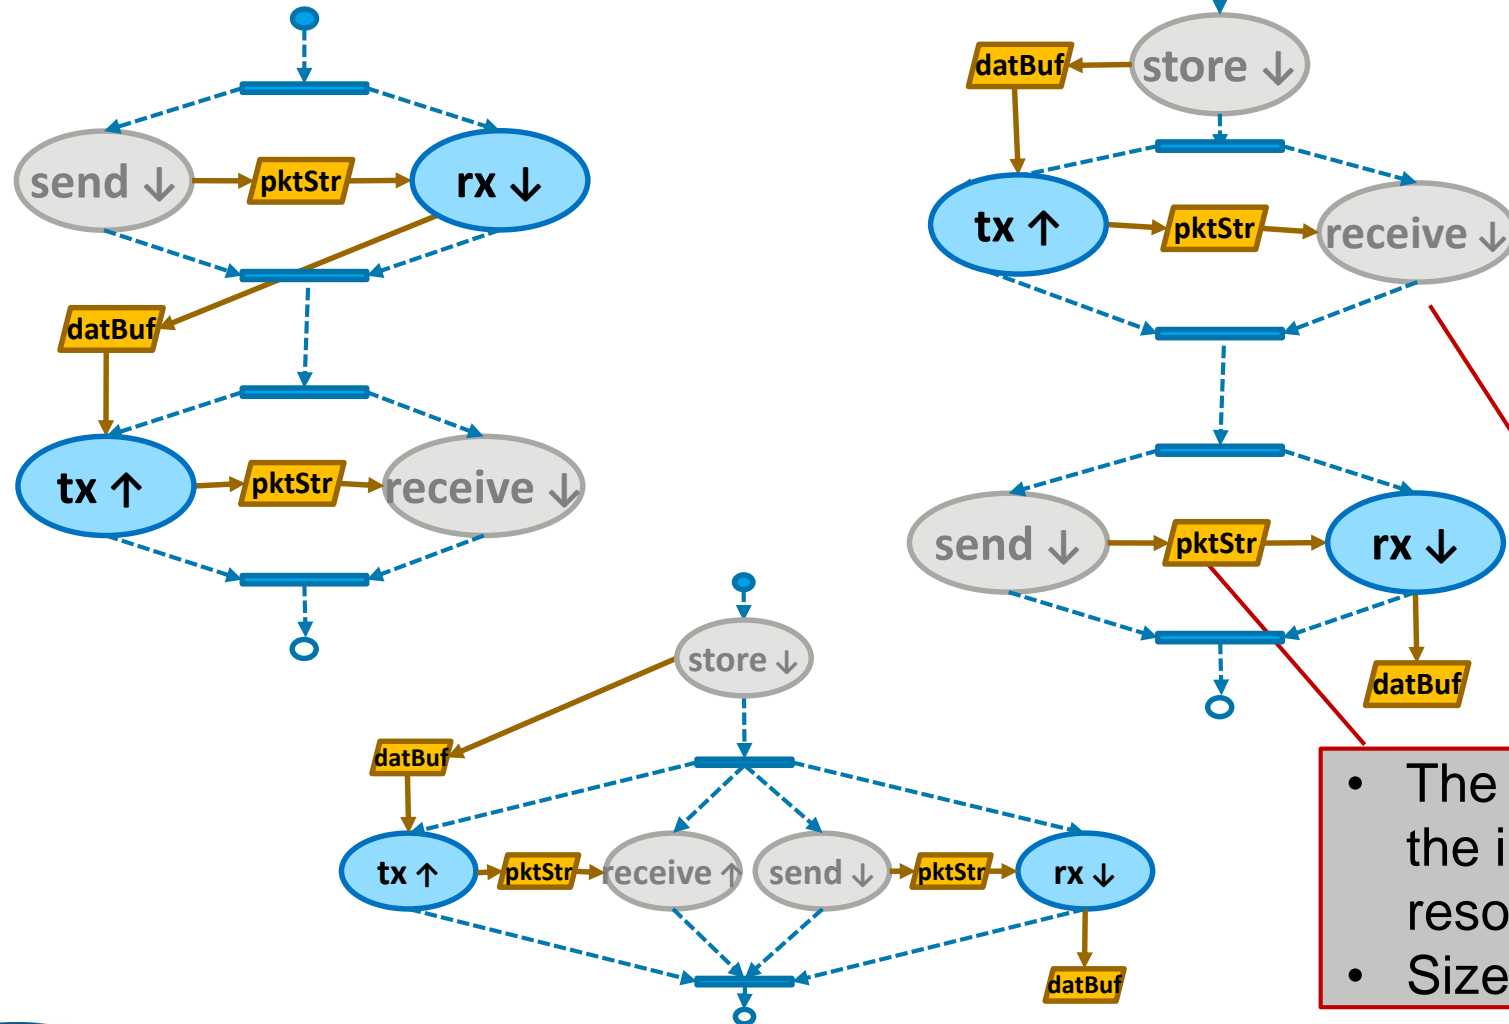 send ↓
pktStr
rx ↓
datBuf
tx ↑
pktStr
receive ↓
store ↓
datBuf
tx ↑
pktStr
receive ↑
send ↓
pktStr
rx ↓
datBuf
store ↓
datBuf
tx ↑
pktStr
receive ↓
send ↓
pktStr
rx ↓
datBuf
• The
the i
reso
• Size